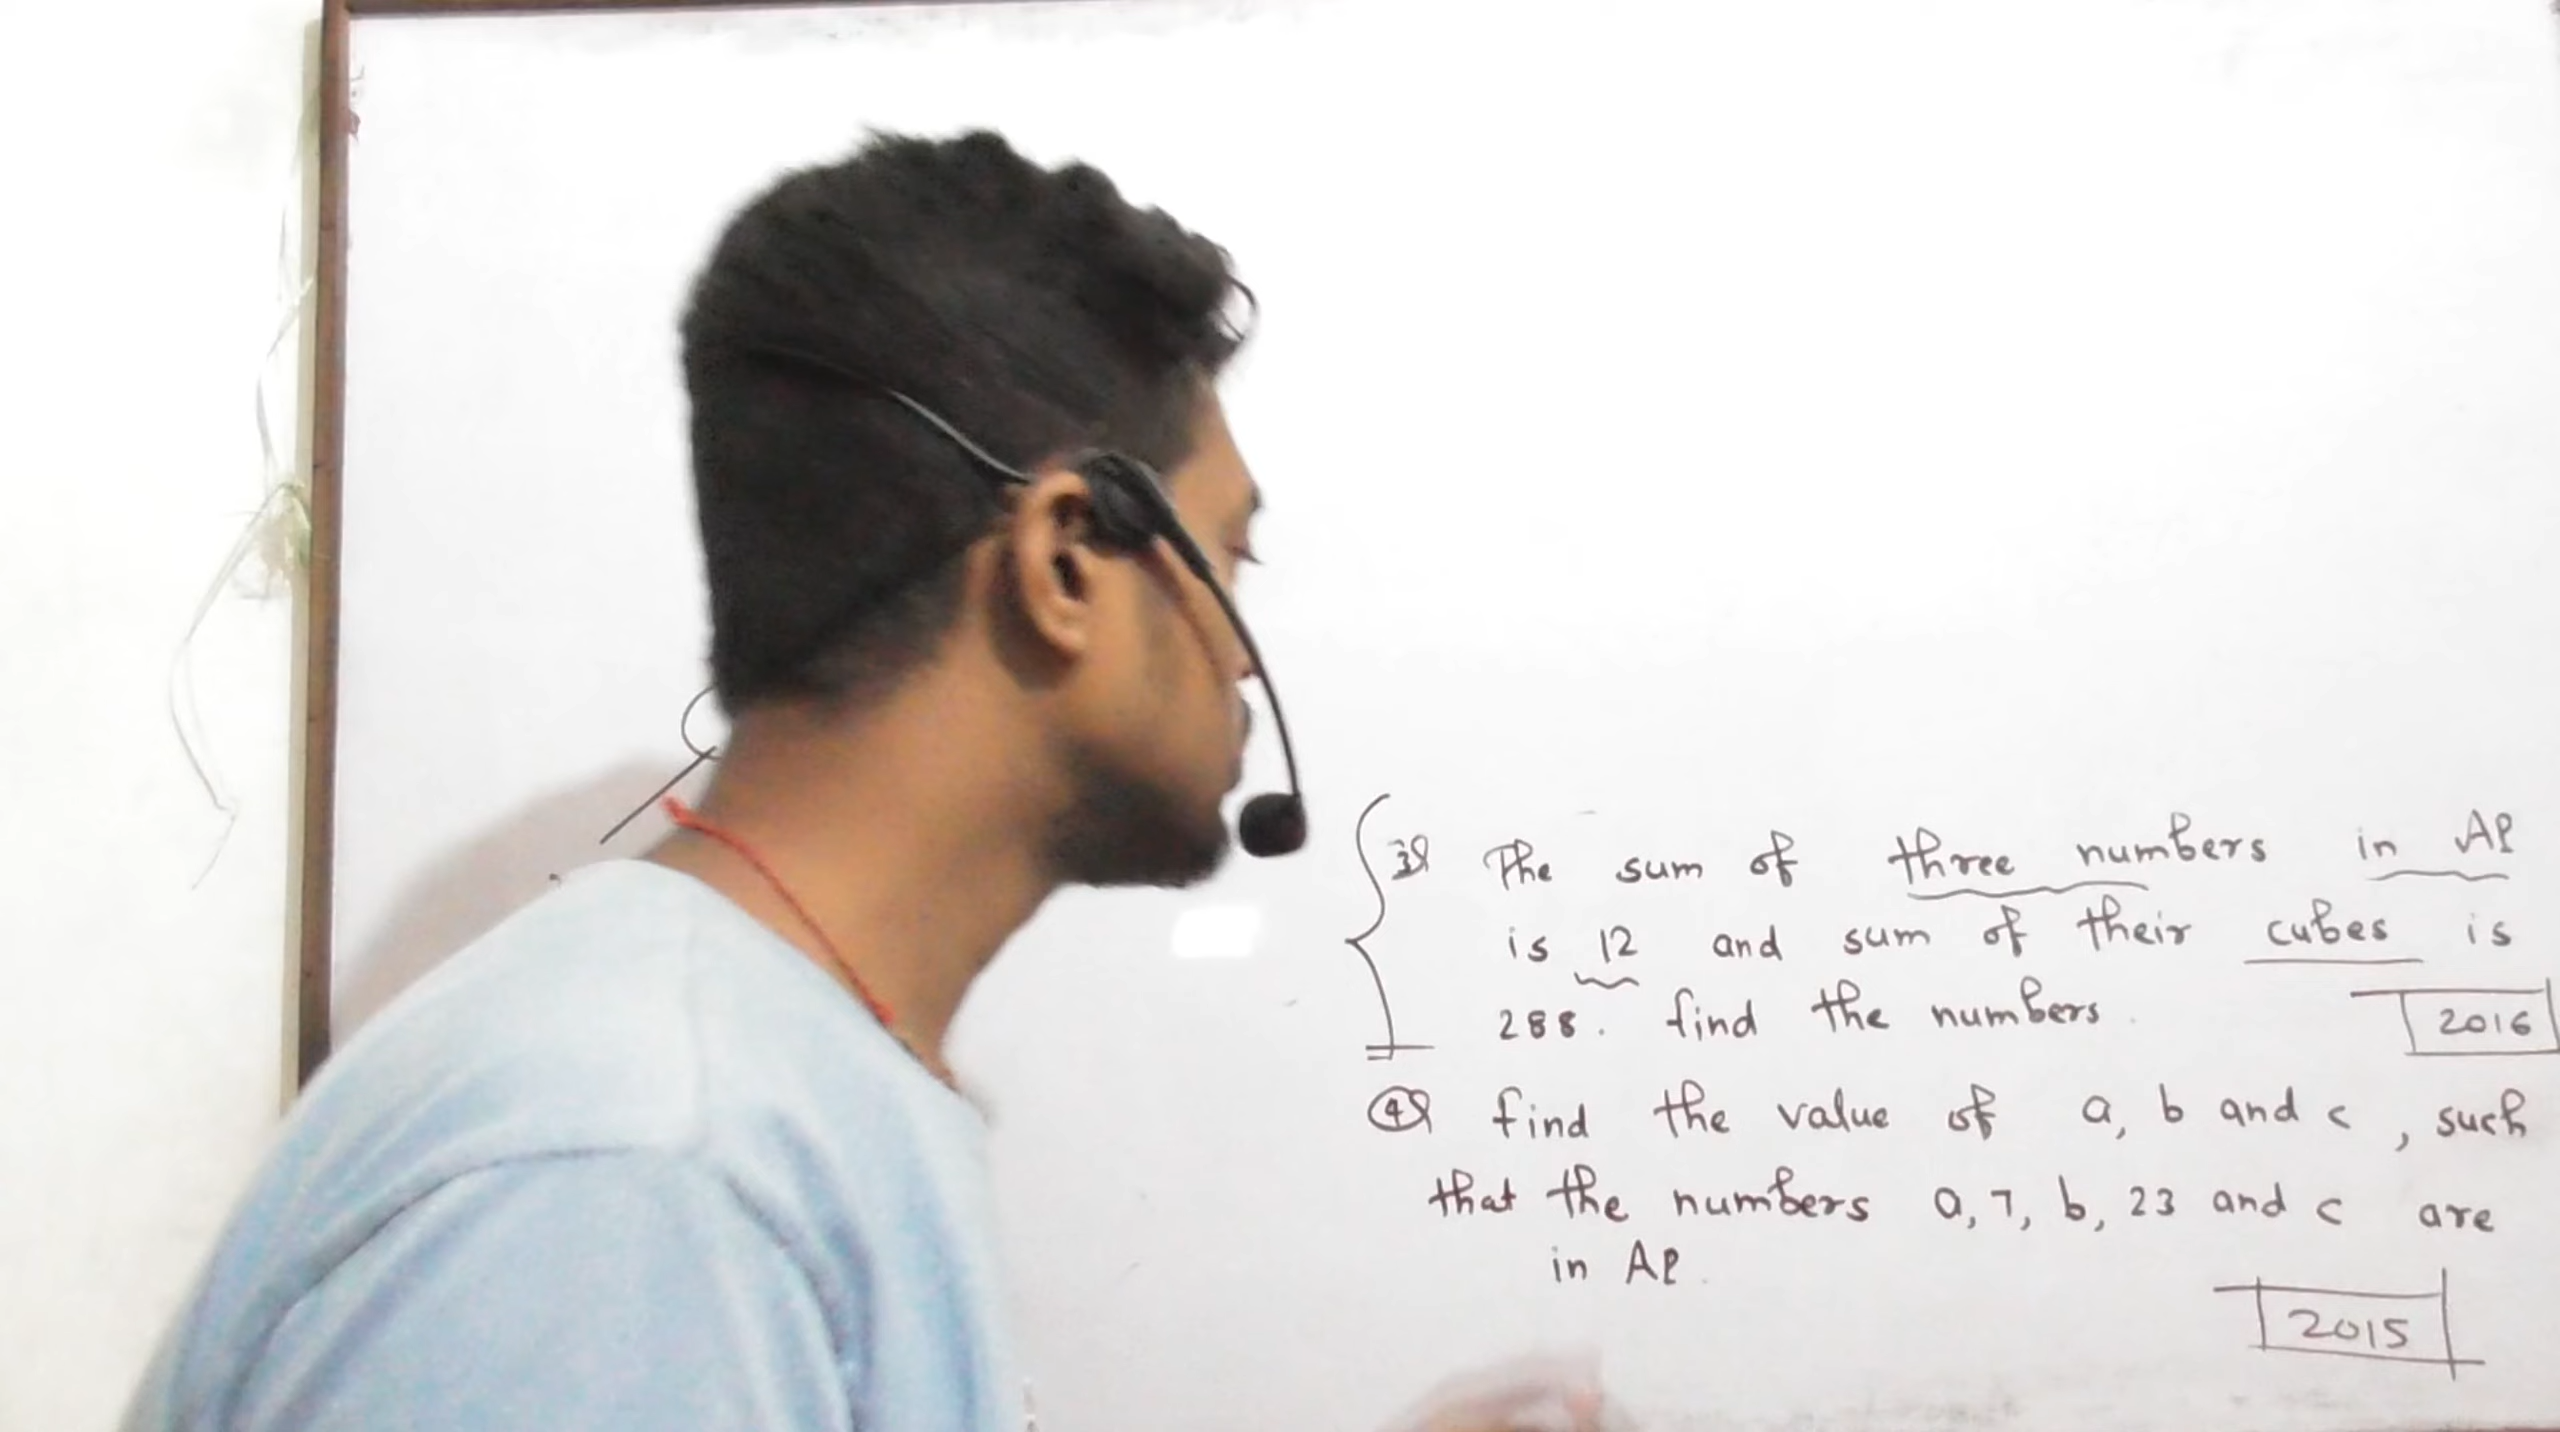 3) The sum of three numbers in AP
is 12 and sum of their cubes is
288. find the numbers.
2016
4) find the value of a, b and c, such
that the numbers a, 7, b, 23 and c are
in AP.
2015